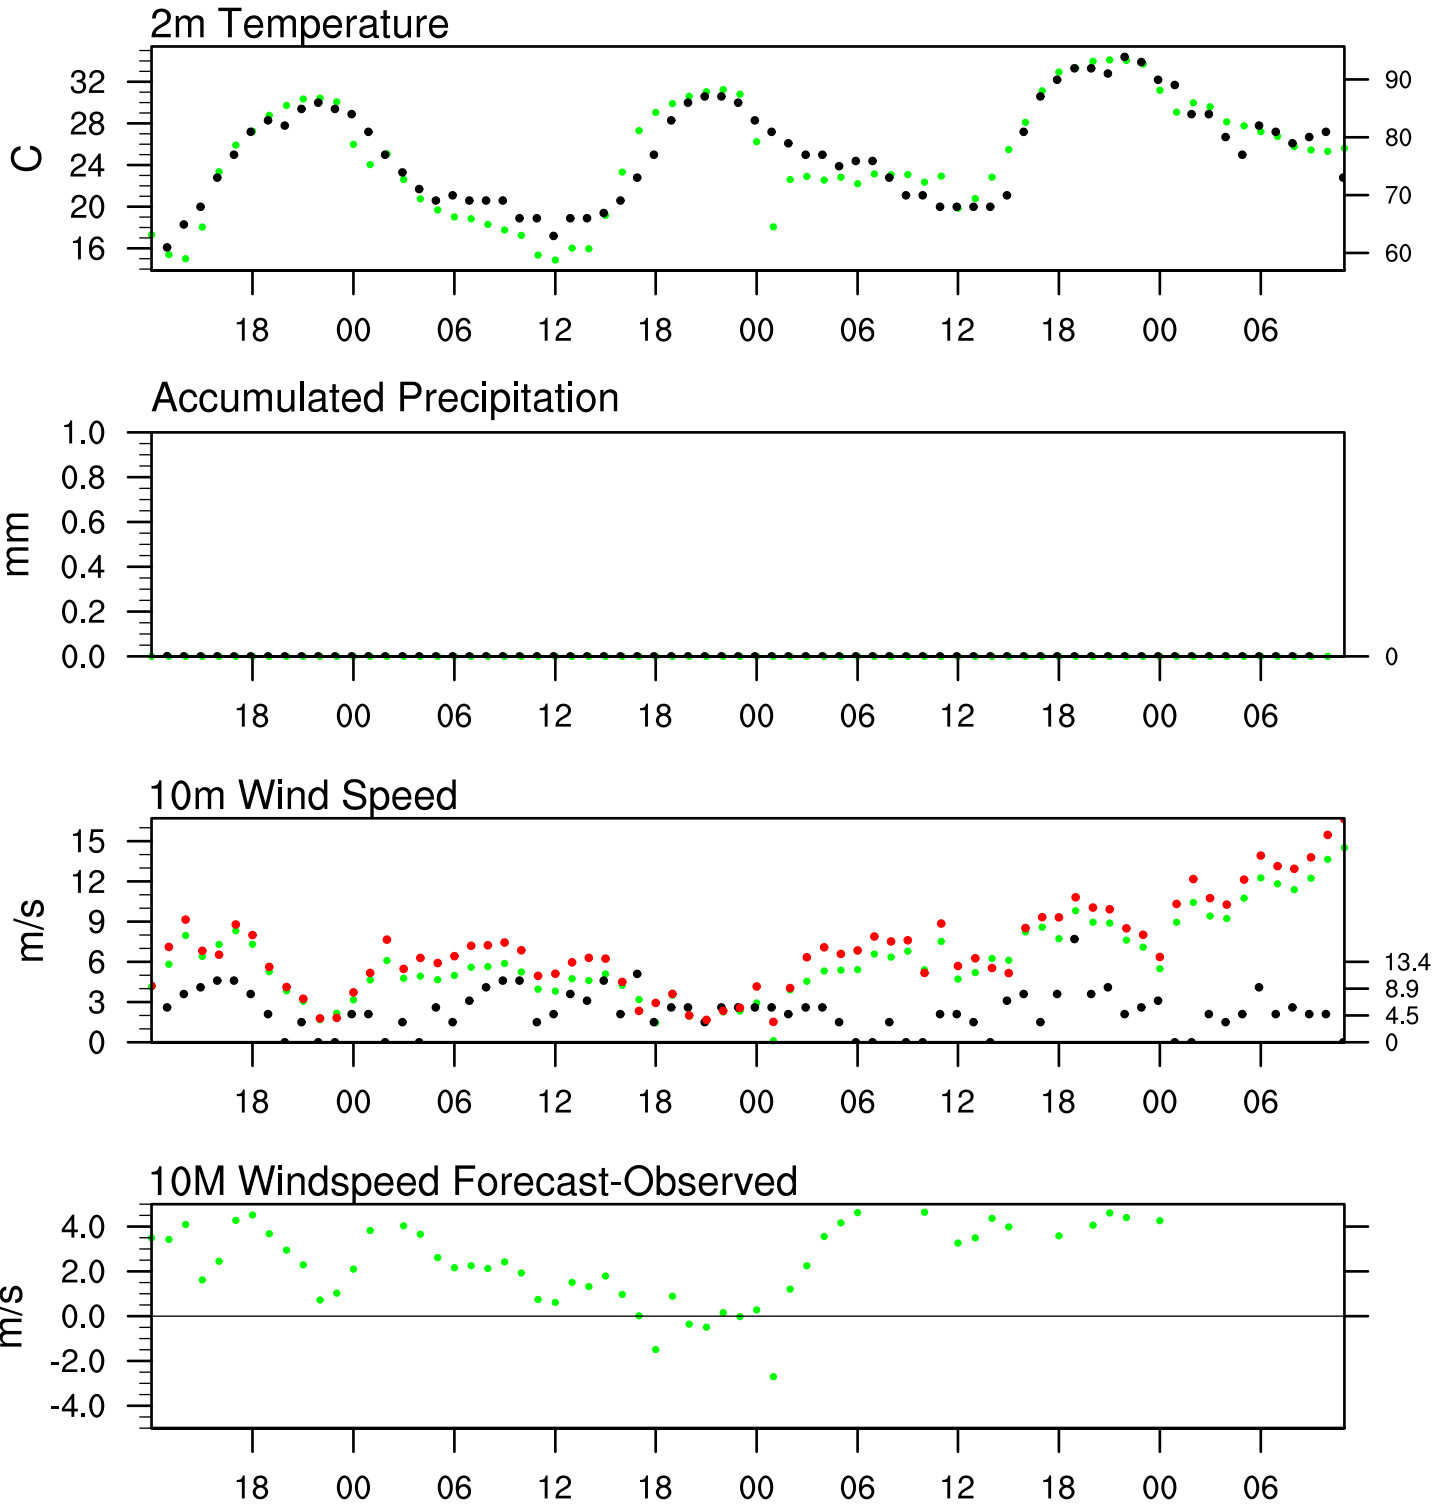 2m Temperature
32
28
24
20
16
C
90
80
70
60
18 00 06 12 18 00 06 12 18 00 06
Accumulated Precipitation
1.0
0.8
0.6
0.4
0.2
0.0
mm
0
18 00 06 12 18 00 06 12 18 00 06
10m Wind Speed
15
12
9
6
3
0
m/s
13.4
8.9
4.5
0
18 00 06 12 18 00 06 12 18 00 06
10M Windspeed Forecast-Observed
4.0
2.0
0.0
-2.0
-4.0
m/s
18 00 06 12 18 00 06 12 18 00 06